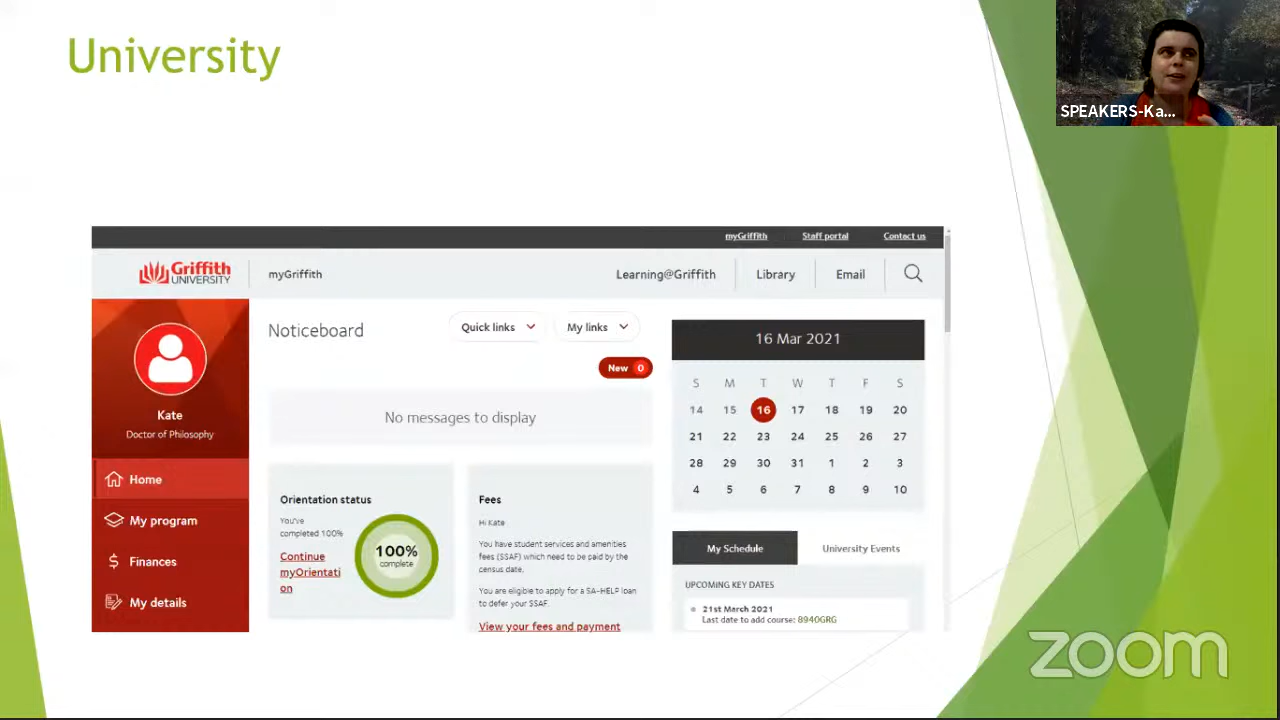 University
SPEAKERS-Ka...
myGriffith Staff portal Contact us
Griffith UNIVERSITY
myGriffith
Learning@Griffith Library Email
Kate
Doctor of Philosophy
Home
My program
Finances
My details
Noticeboard
Quick links
My links
New 0
No messages to display
Orientation status
You've
completed 100%
Continue
myOrientati
on
100%
complete
Fees
Hi Kate
You have student services and amenities
fees (SSAF) which need to be paid by the
census date.
You are eligible to apply for a SA-HELP loan
to defer your SSAF.
View your fees and payment
16 Mar 2021
S M T W T F S
14 15 16 17 18 19 20
21 22 23 24 25 26 27
28 29 30 31 1 2 3
4 5 6 7 8 9 10
My Schedule
University Events
UPCOMING KEY DATES
21st March 2021
Last date to add course: 8940GRG
zoom